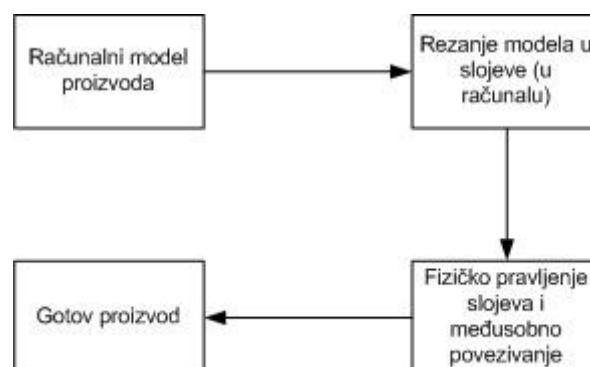 Računalni model
proizvoda
Rezanje modela u
slojeve (u
računalu)
Gotov proizvod
Fizičko pravljenje
slojeva i
međusobno
povezivanje